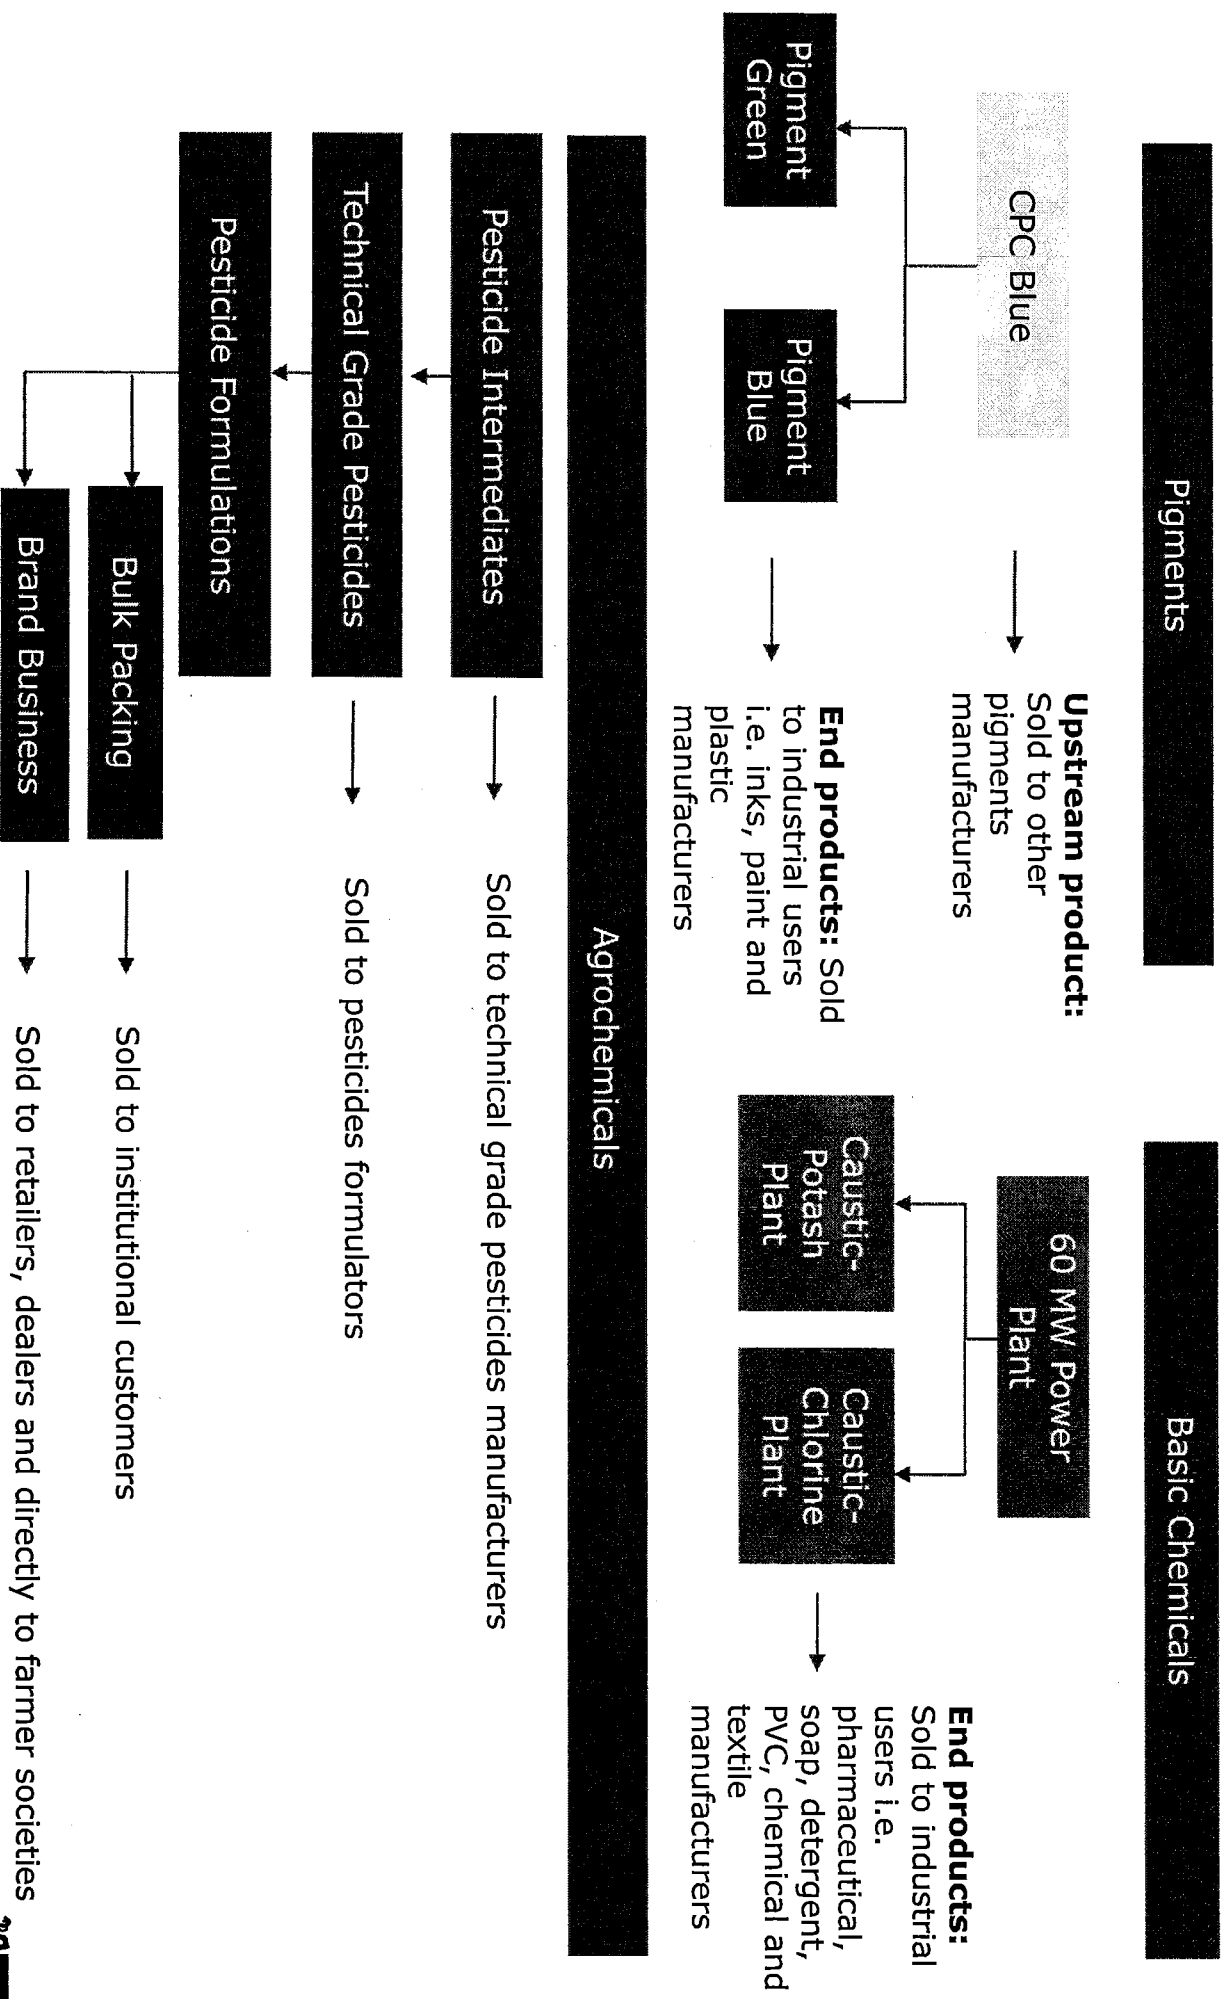 Pigments
CPC Blue
Pigment
Green
Pigment
Blue
Upstream product:
Sold to other
pigments
manufacturers
End products: Sold
to industrial users
i.e. inks, paint and
plastic
manufacturers
Basic Chemicals
60 MW Power
Plant
Caustic-
Potash
Plant
Caustic-
Chlorine
Plant
End products:
Sold to industrial
users i.e.
pharmaceutical,
soap, detergent,
PVC, chemical and
textile
manufacturers
Agrochemicals
Pesticide Intermediates
Sold to technical grade pesticides manufacturers
Technical Grade Pesticides
Sold to pesticides formulators
Pesticide Formulations
Bulk Packing
Sold to institutional customers
Brand Business
Sold to retailers, dealers and directly to farmer societies